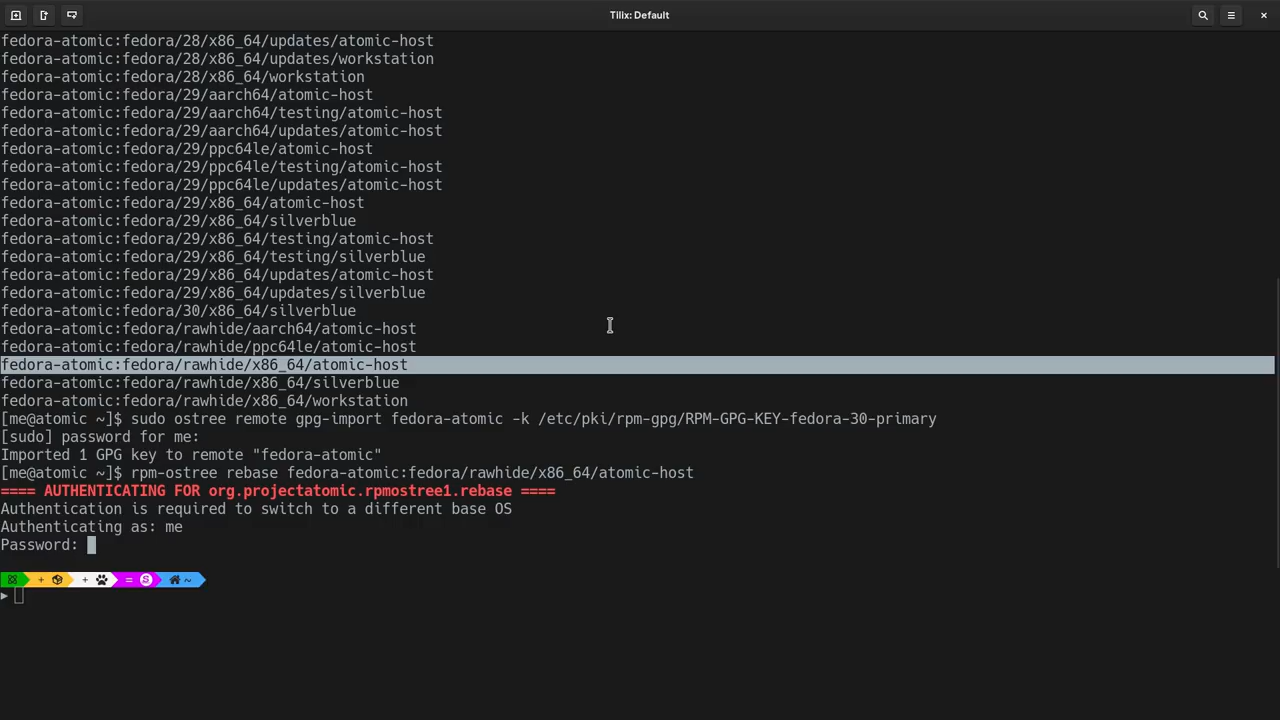 Tilix: Default
fedora-atomic:fedora/28/x86_64/updates/atomic-host
fedora-atomic:fedora/28/x86_64/updates/workstation
fedora-atomic:fedora/28/x86_64/workstation
fedora-atomic:fedora/29/aarch64/atomic-host
fedora-atomic:fedora/29/aarch64/testing/atomic-host
fedora-atomic:fedora/29/aarch64/updates/atomic-host
fedora-atomic:fedora/29/ppc64le/atomic-host
fedora-atomic:fedora/29/ppc64le/testing/atomic-host
fedora-atomic:fedora/29/ppc64le/updates/atomic-host
fedora-atomic:fedora/29/x86_64/atomic-host
fedora-atomic:fedora/29/x86_64/silverblue
fedora-atomic:fedora/29/x86_64/testing/atomic-host
fedora-atomic:fedora/29/x86_64/testing/silverblue
fedora-atomic:fedora/29/x86_64/updates/atomic-host
fedora-atomic:fedora/29/x86_64/updates/silverblue
fedora-atomic:fedora/30/x86_64/silverblue
fedora-atomic:fedora/rawhide/aarch64/atomic-host
fedora-atomic:fedora/rawhide/ppc64le/atomic-host
fedora-atomic:fedora/rawhide/x86_64/atomic-host
fedora-atomic:fedora/rawhide/x86_64/silverblue
fedora-atomic:fedora/rawhide/x86_64/workstation
[me@atomic ~]$ sudo ostree remote gpg-import fedora-atomic -k /etc/pki/rpm-gpg/RPM-GPG-KEY-fedora-30-primary
[sudo] password for me:
Imported 1 GPG key to remote "fedora-atomic"
[me@atomic ~]$ rpm-ostree rebase fedora-atomic:fedora/rawhide/x86_64/atomic-host
==== AUTHENTICATING FOR org.projectatomic.rpmostree1.rebase ====
Authentication is required to switch to a different base OS
Authenticating as: me
Password:
+ + = S ~